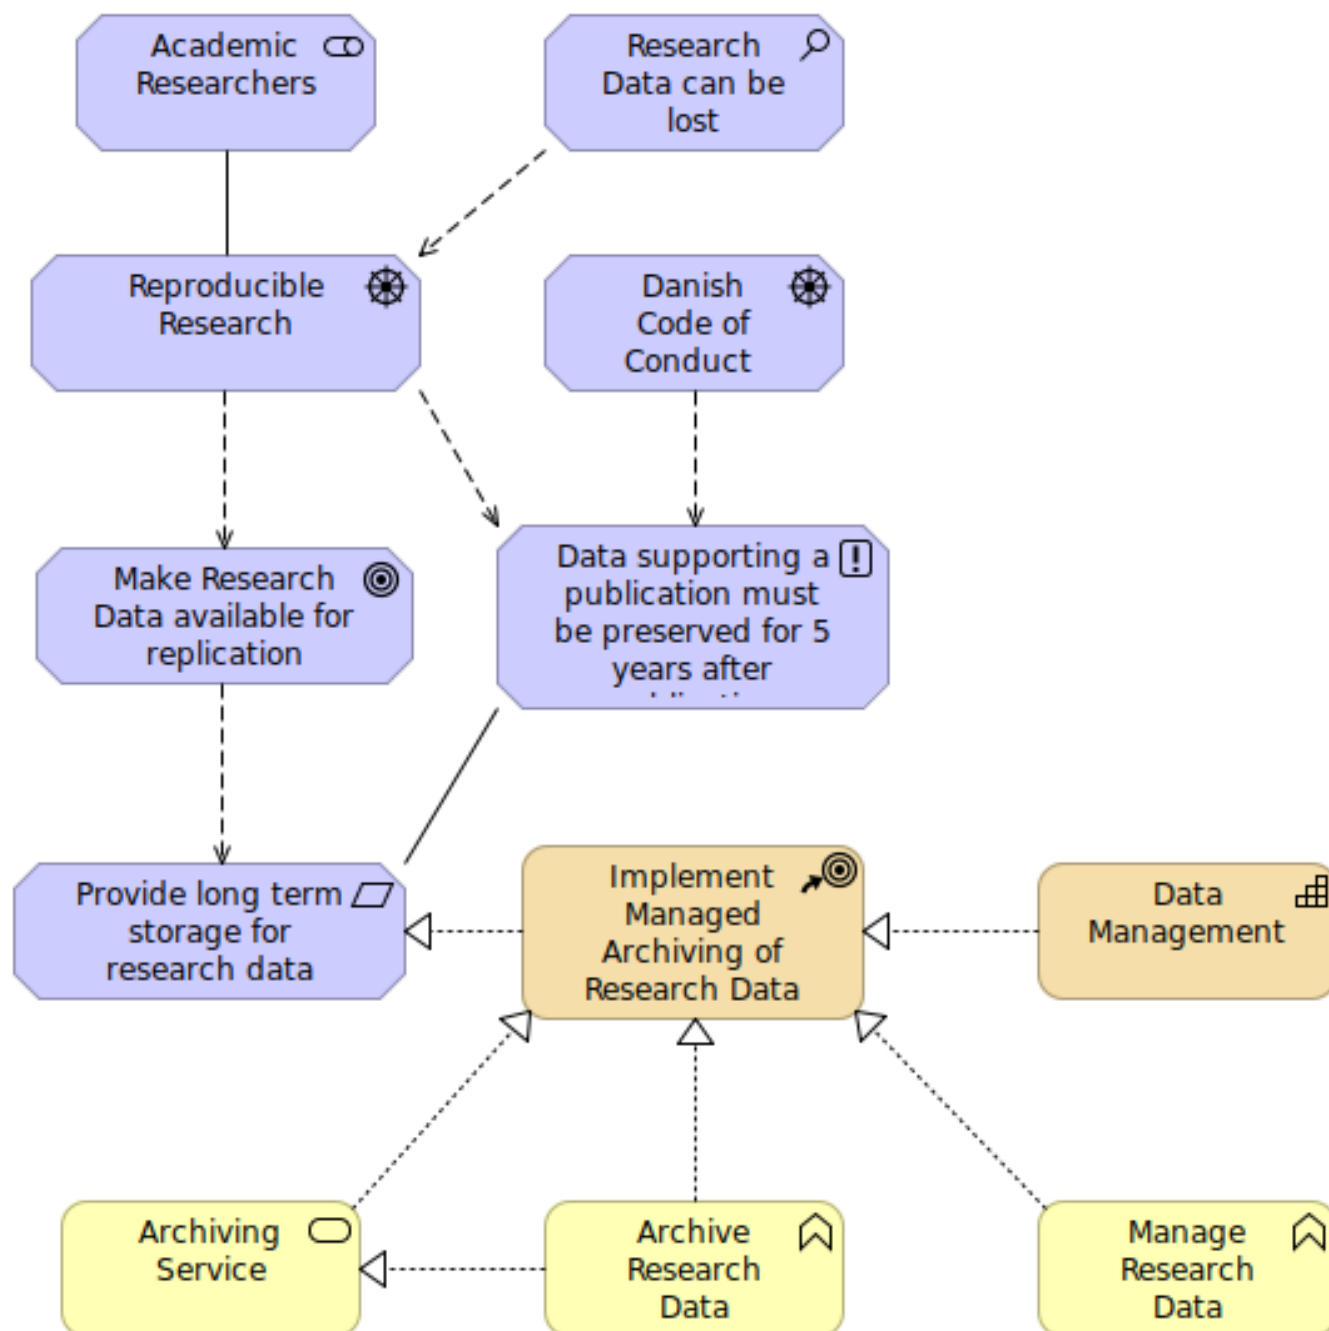 Academic
Researchers
Research
Data can be
lost
Reproducible
Research
Danish
Code of
Conduct
Make Research
Data available for
replication
Data supporting a
publication must
be preserved for 5
years after
Provide long term
storage for
research data
Implement
Managed
Archiving of
Research Data
Data
Management
Archiving
Service
Archive
Research
Data
Manage
Research
Data